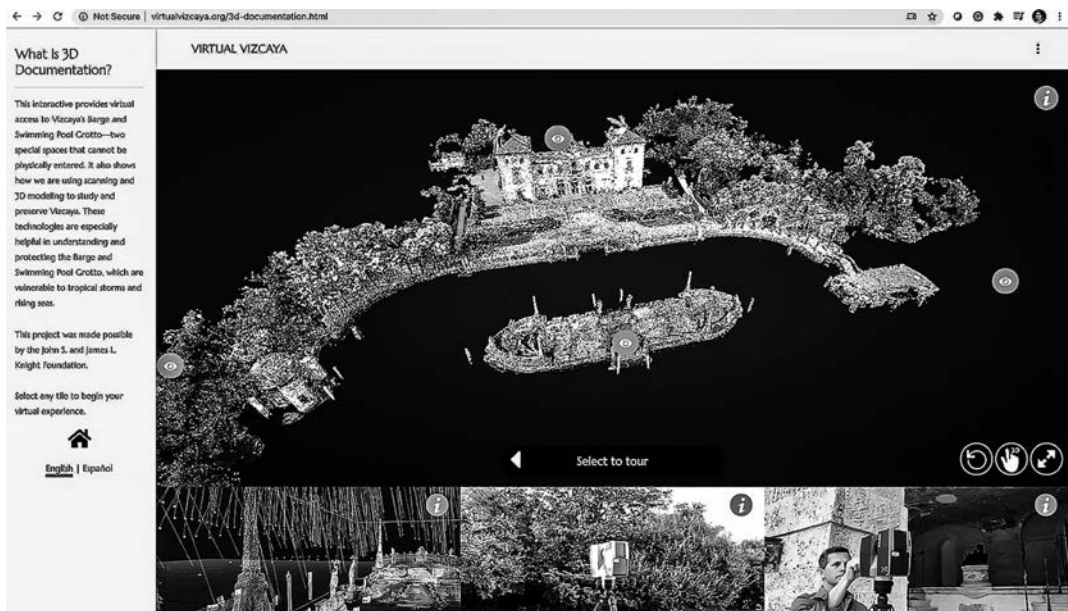 Not Secure | virtualvizcaya.org/3d-documentation.html
What Is 3D
Documentation?
VIRTUAL VIZCAYA
This interactive provides virtual
access to Vizcaya's Barge and
Swimming Pool Grotto—two
special spaces that cannot be
physically entered. It also shows
how we are using scanning and
3D modeling to study and
preserve Vizcaya. These
technologies are especially
helpful in understanding and
protecting the Barge and
Swimming Pool Grotto, which are
vulnerable to tropical storms and
rising seas.
This project was made possible
by the John S. and James L.
Knight Foundation.
Select any tile to begin your
virtual experience.
English | Español
i
Select to tour
i
i
i